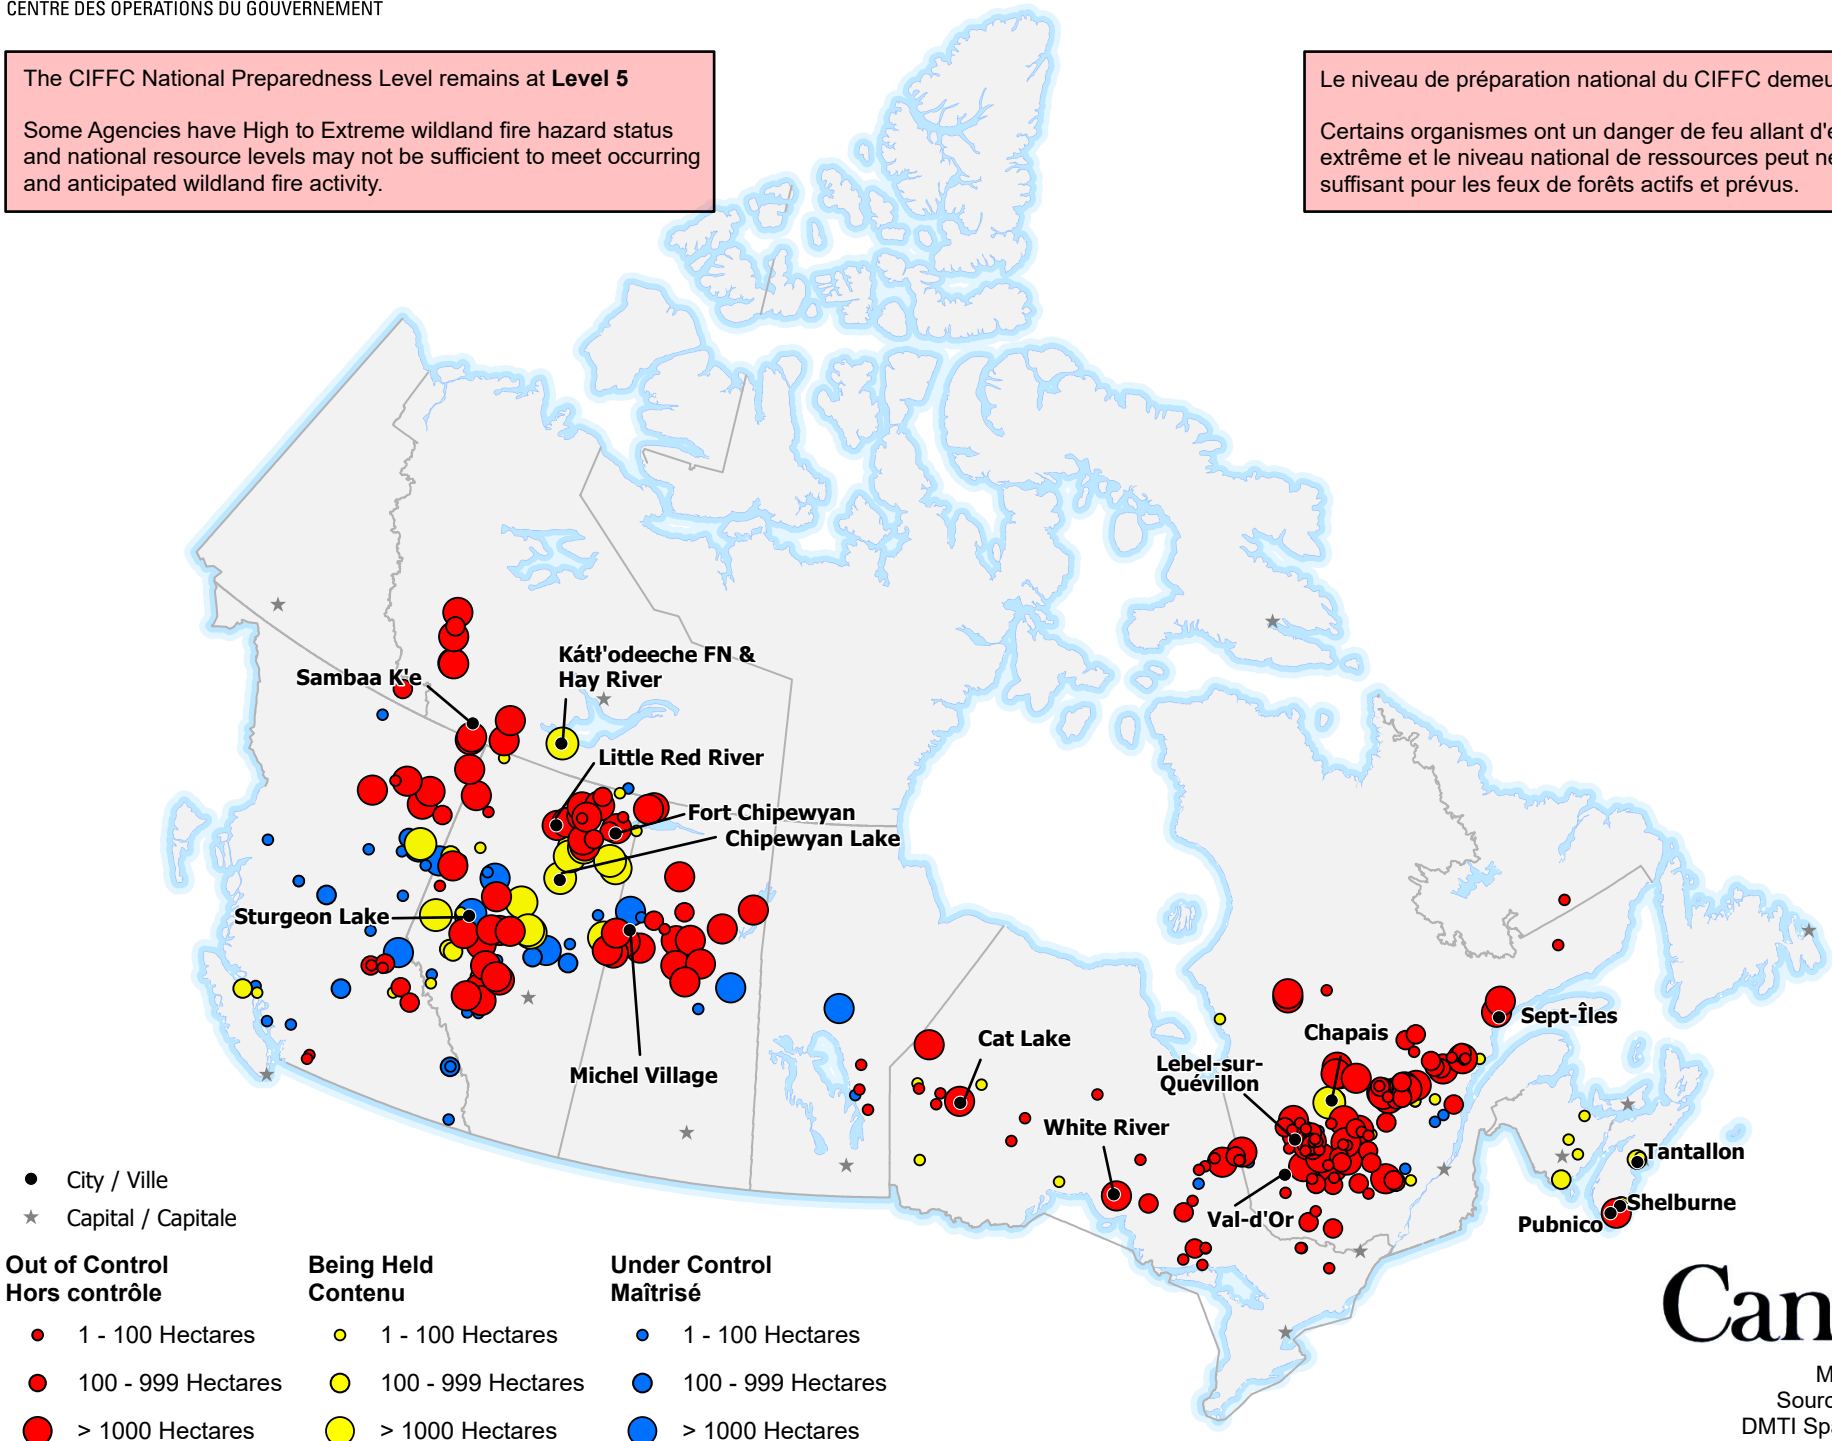 CENTRE DES OPÉRATIONS DU GOUVERNEMENT
The CIFFC National Preparedness Level remains at Level 5
Some Agencies have High to Extreme wildland fire hazard status
and national resource levels may not be sufficient to meet occurring
and anticipated wildland fire activity.
Le niveau de préparation national du CIFFC
Certains organismes ont un danger de feu allant
extrême et le niveau national de ressources peut
suffisant pour les feux de forêts actifs et prévus.
Sambaa K'e
Kátł'odeeche FN &
Hay River
Little Red River
Fort Chipewyan
Chipewyan Lake
Sturgeon Lake
Michel Village
Cat Lake
White River
Lebel-sur-
Quévillon
Chapais
Sept-Îles
Val-d'Or
Tantallon
Shelburne
Pubnico
City / Ville
Capital / Capitale
Out of Control
Hors contrôle
1 - 100 Hectares
100 - 999 Hectares
> 1000 Hectares
Being Held
Contenu
1 - 100 Hectares
100 - 999 Hectares
> 1000 Hectares
Under Control
Maîtrisé
1 - 100 Hectares
100 - 999 Hectares
> 1000 Hectares
Can
DMTI